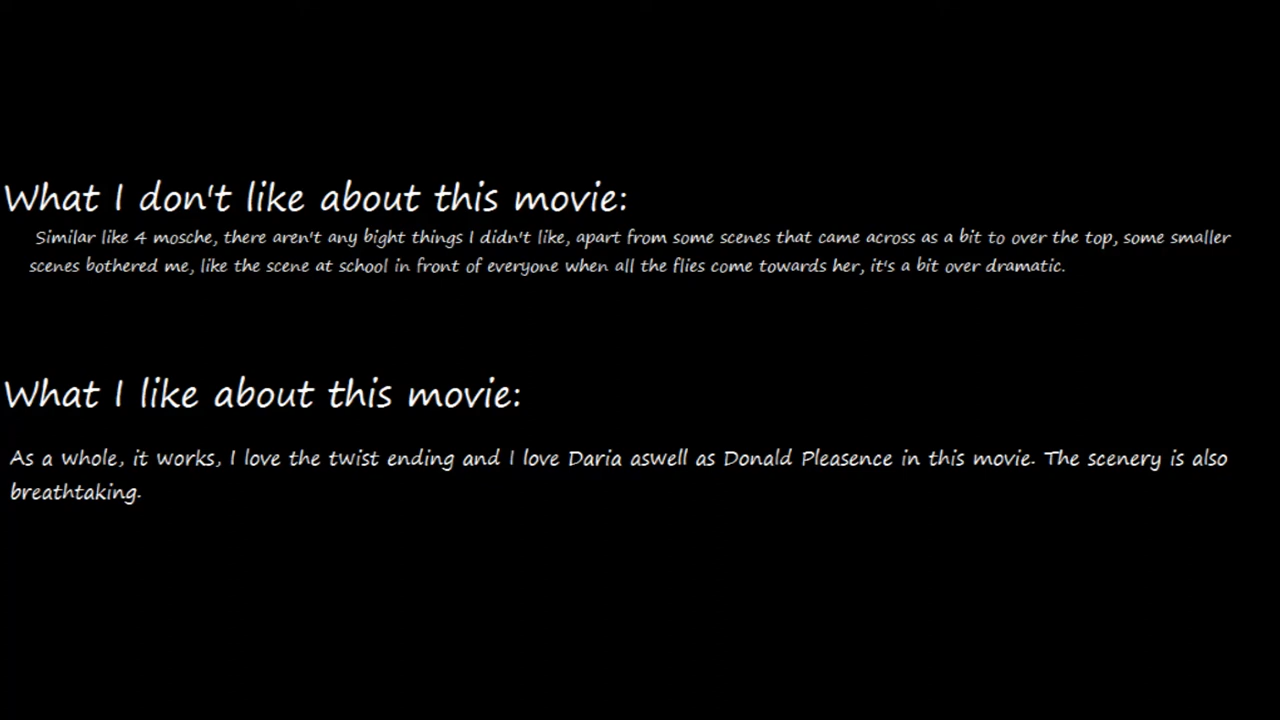 What I don't like about this movie:
Similar like 4 mosche, there aren't any bight things I didn't like, apart from some scenes that came across as a bit to over the top, some smaller
scenes bothered me, like the scene at school in front of everyone when all the flies come towards her, it's a bit over dramatic.
What I like about this movie:
As a whole, it works, I love the twist ending and I love Daria aswell as Donald Pleasence in this movie. The scenery is also
breathtaking.